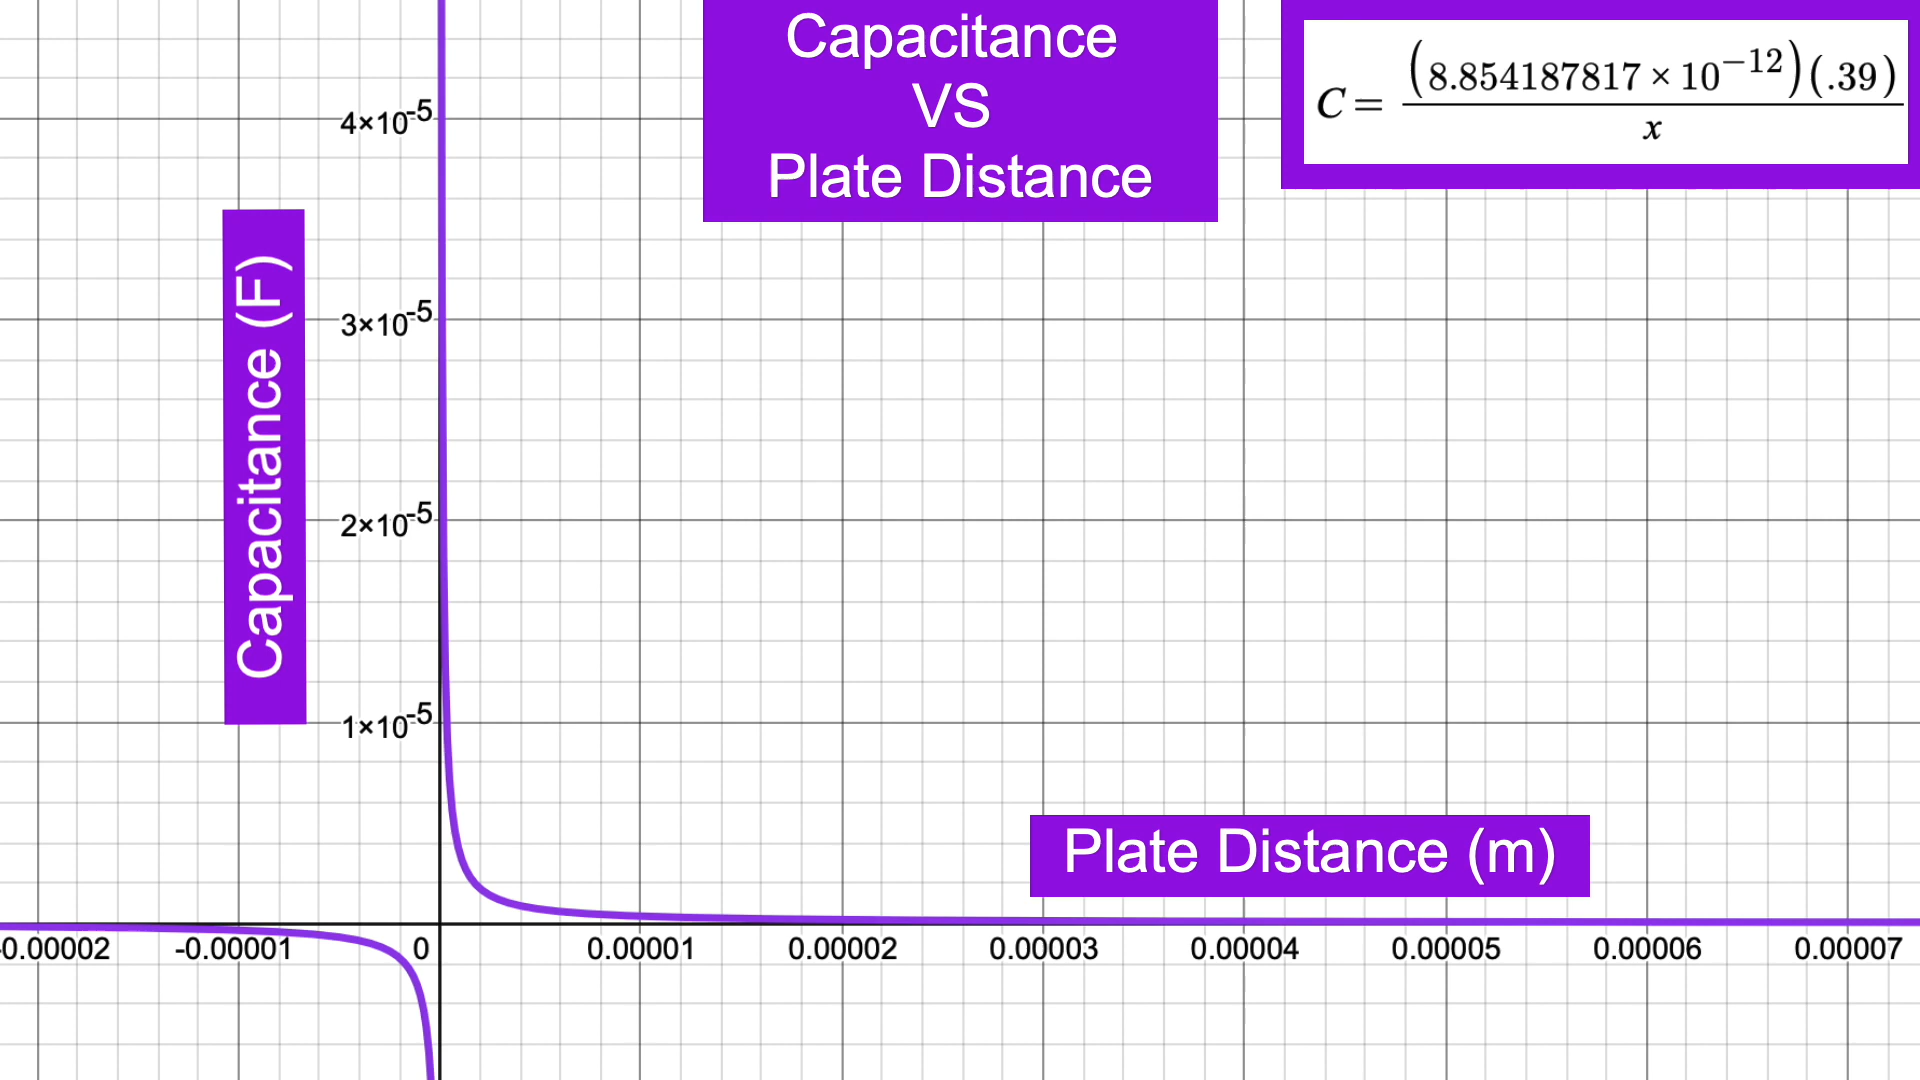 Capacitance
VS
Plate Distance
C = (8.854187817 × 10⁻¹²)(.39) / x
Capacitance (F)
4×10⁻⁵
3×10⁻⁵
2×10⁻⁵
1×10⁻⁵
Plate Distance (m)
-0.00002 -0.00001 0 0.00001 0.00002 0.00003 0.00004 0.00005 0.00006 0.00007